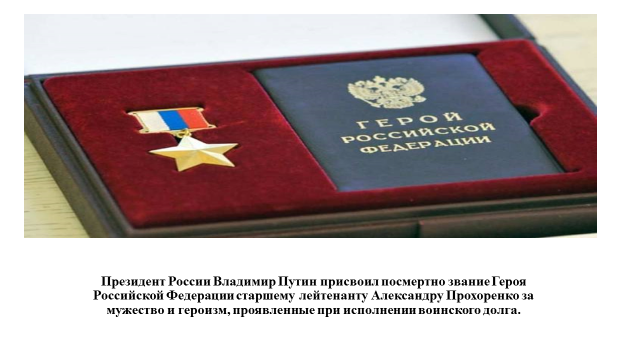 ГЕРОЙ
РОССИЙСКОЙ
ФЕДЕРАЦИИ
Президент России Владимир Путин присвоил посмертно звание Героя
Российской Федерации старшему лейтенанту Александру Прохоренко за
мужество и героизм, проявленные при исполнении воинского долга.